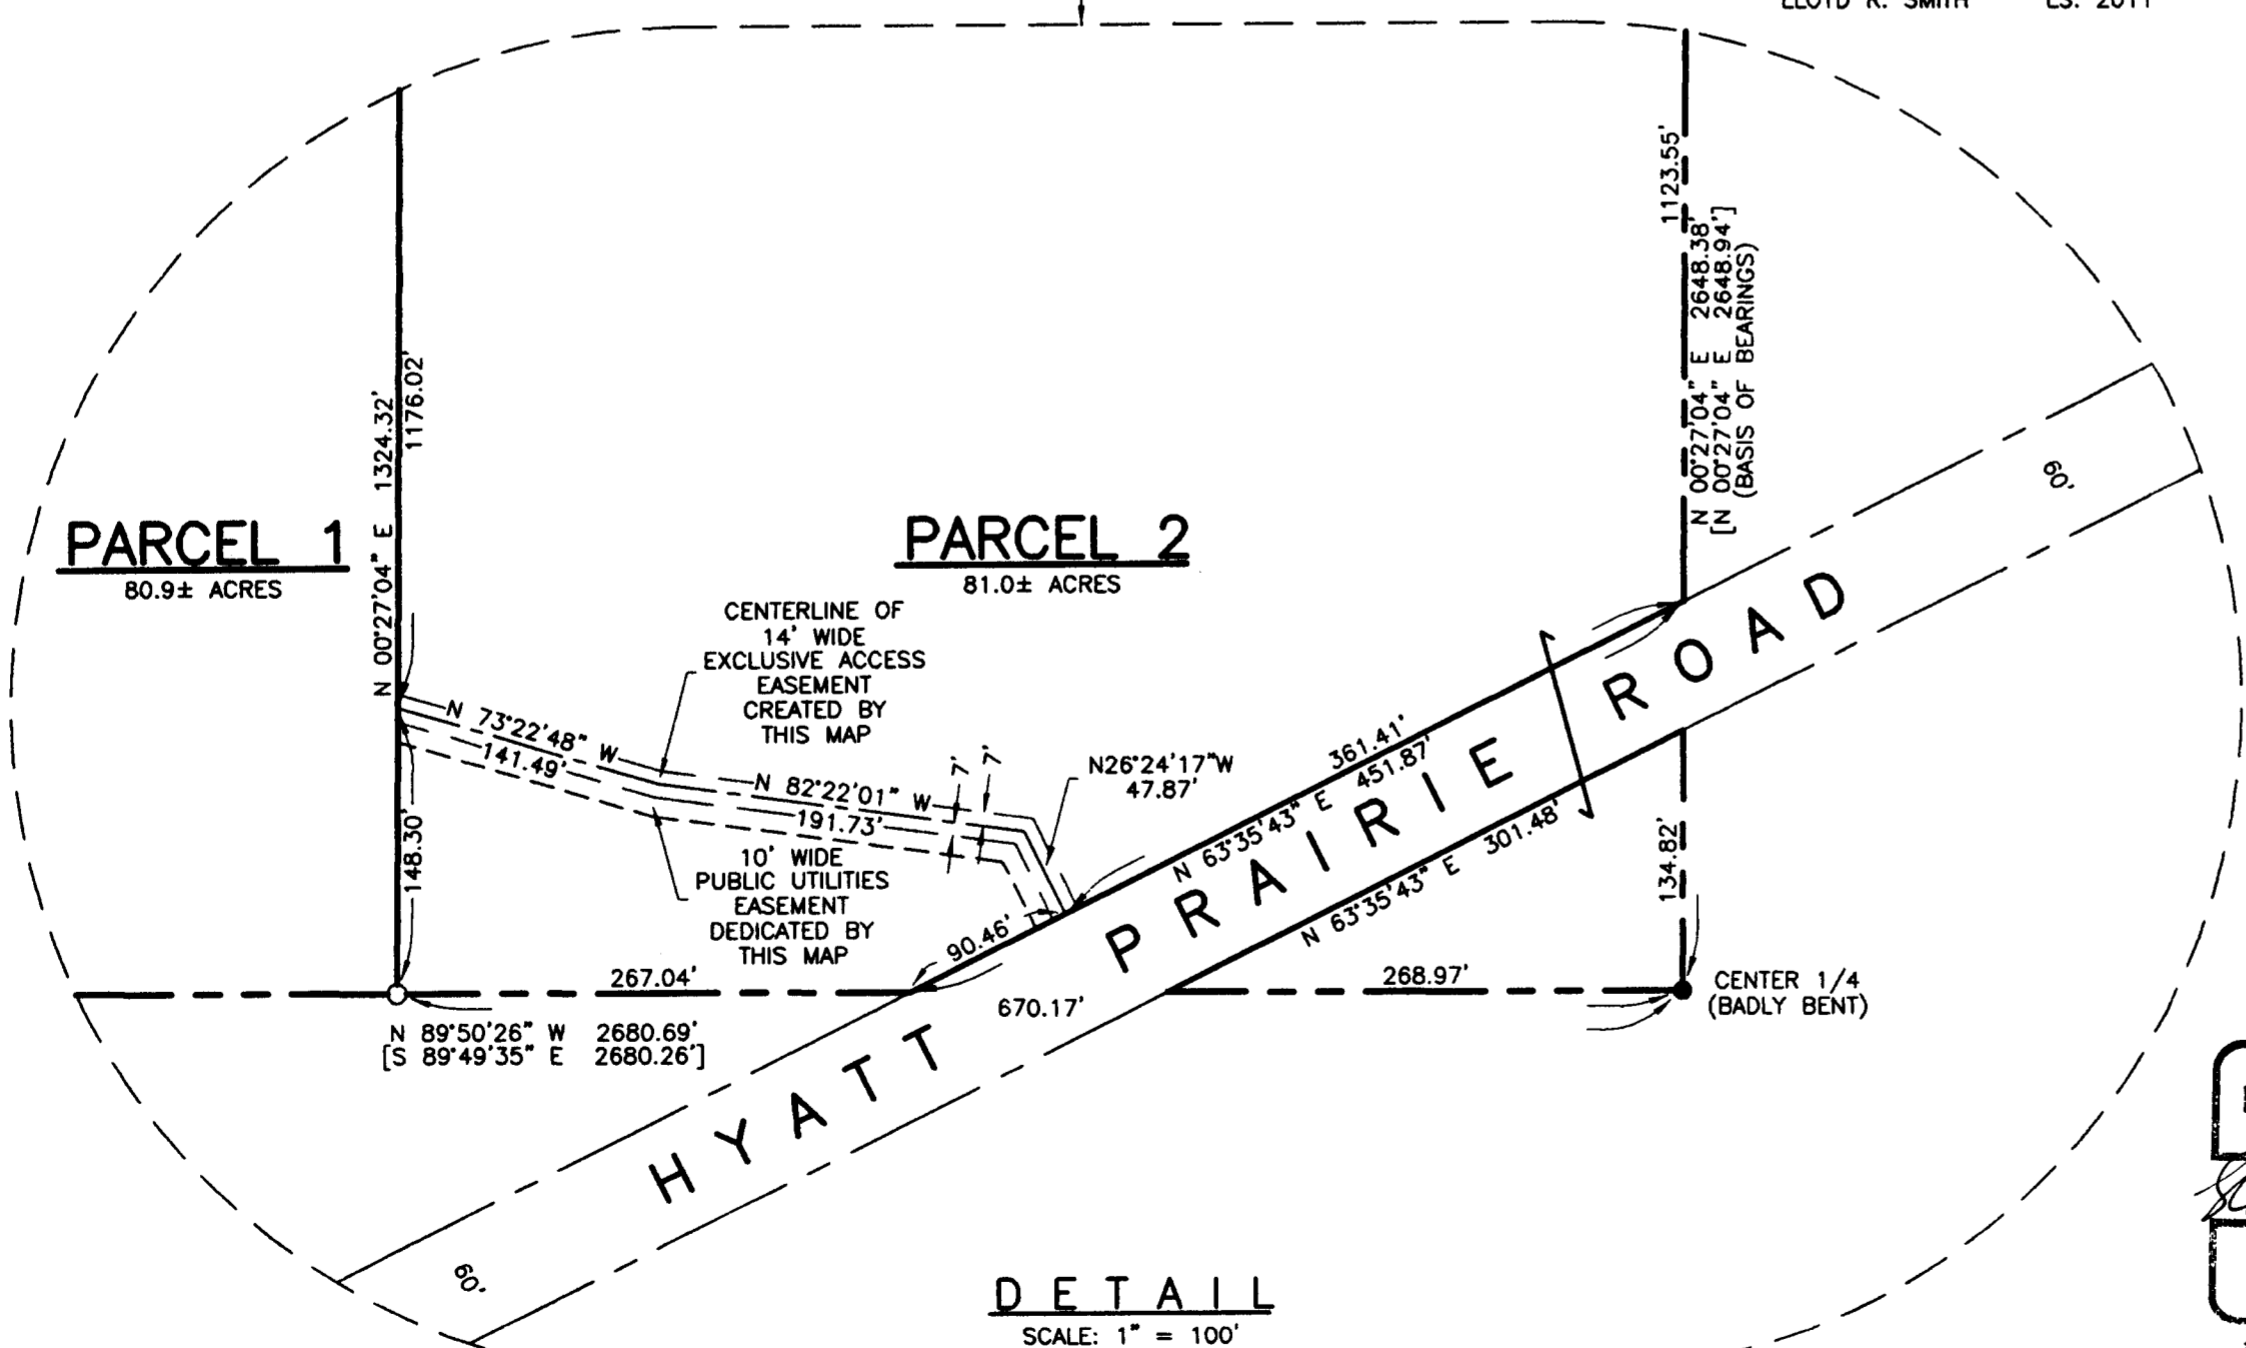 LLOYD R. SMITH LS. 2011
1123.55'
N 00°27'04" E 2648.38'
[N 00°27'04" E 2648.94']
(BASIS OF BEARINGS)
N 00°27'04" E 1324.32'
1176.02'
60'
PARCEL 1
80.9± ACRES
PARCEL 2
81.0± ACRES
CENTERLINE OF
14' WIDE
EXCLUSIVE ACCESS
EASEMENT
CREATED BY
THIS MAP
N 73°22'48" W
141.49'
N 82°22'01" W
191.73'
7'
7'
N26°24'17"W
47.87'
361.41'
451.87'
N 63°35'43" E
N 63°35'43" E 301.48'
HYATT PRAIRIE ROAD
148.30'
10' WIDE
PUBLIC UTILITIES
EASEMENT
DEDICATED BY
THIS MAP
90.46'
134.82'
267.04'
670.17'
268.97'
CENTER 1/4
(BADLY BENT)
N 89°50'26" W 2680.69'
[S 89°49'35" E 2680.26']
60'
DETAIL
SCALE: 1" = 100'